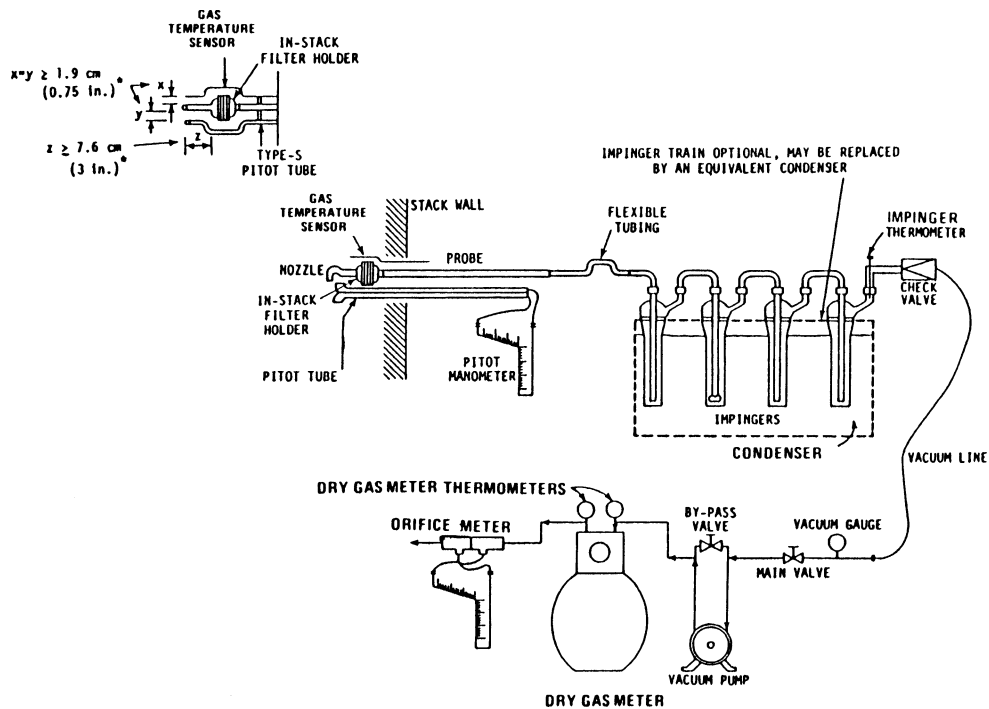 GAS
TEMPERATURE
SENSOR
IN-STACK
FILTER HOLDER
x=y ≥ 1.9 cm
(0.75 in.)*
x
y
z
z ≥ 7.6 cm
(3 in.)*
TYPE-S
PITOT TUBE
IMPINGER TRAIN OPTIONAL, MAY BE REPLACED
BY AN EQUIVALENT CONDENSER
GAS
TEMPERATURE
SENSOR
STACK WALL
FLEXIBLE
TUBING
IMPINGER
THERMOMETER
NOZZLE
PROBE
CHECK
VALVE
IN-STACK
FILTER
HOLDER
PITOT TUBE
PITOT
MANOMETER
IMPINGERS
CONDENSER
VACUUM LINE
DRY GAS METER THERMOMETERS
ORIFICE METER
BY-PASS
VALVE
VACUUM GAUGE
MAIN VALVE
VACUUM PUMP
DRY GAS METER